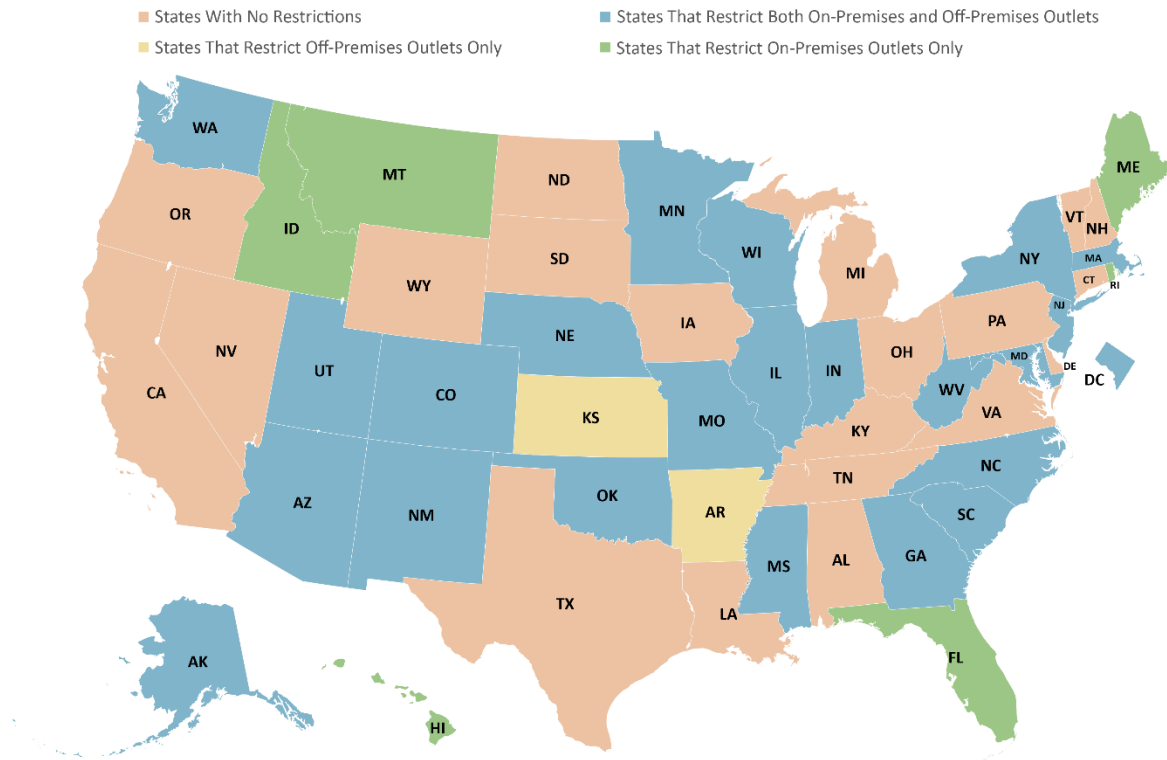 States With No Restrictions
States That Restrict Both On-Premises and Off-Premises Outlets
States That Restrict Off-Premises Outlets Only
States That Restrict On-Premises Outlets Only
WA
MT
ND
MN
ME
OR
ID
SD
WI
MI
NY
VT
NH
MA
CT
RI
WY
IA
NE
PA
NJ
NV
UT
CO
IL
IN
OH
MD
DE
DC
WV
VA
CA
KS
MO
KY
AZ
NM
OK
AR
TN
NC
SC
MS
AL
GA
TX
LA
FL
AK
HI